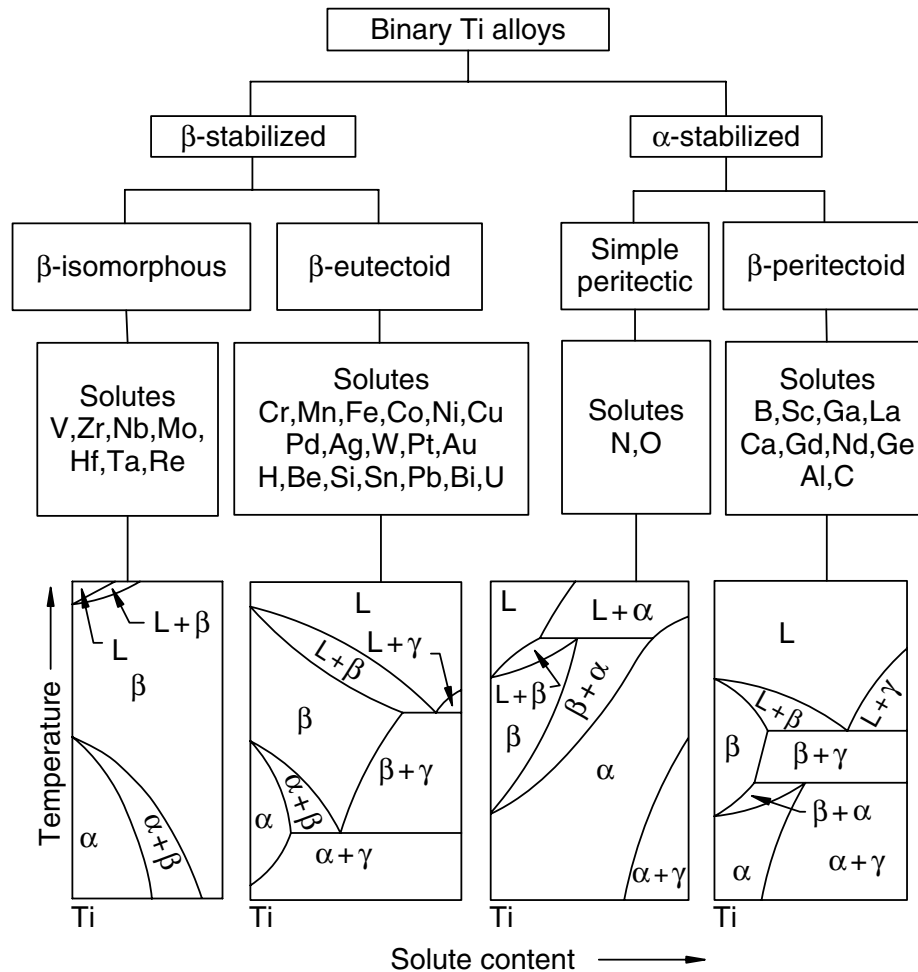 Binary Ti alloys
β-stabilized
α-stabilized
β-isomorphous
β-eutectoid
Simple
peritectic
β-peritectoid
Solutes
V,Zr,Nb,Mo,
Hf,Ta,Re
Solutes
Cr,Mn,Fe,Co,Ni,Cu
Pd,Ag,W,Pt,Au
H,Be,Si,Sn,Pb,Bi,U
Solutes
N,O
Solutes
B,Sc,Ga,La
Ca,Gd,Nd,Ge
Al,C
Temperature
L+β
L
β
α
α+β
Ti
L
L+γ
L+β
β
β+γ
α+β
α
α+γ
Ti
L
L+α
L+β
β+α
β
α
α+γ
Ti
L
L+β
L+γ
β
β+γ
β+α
α
α+γ
Ti
Solute content